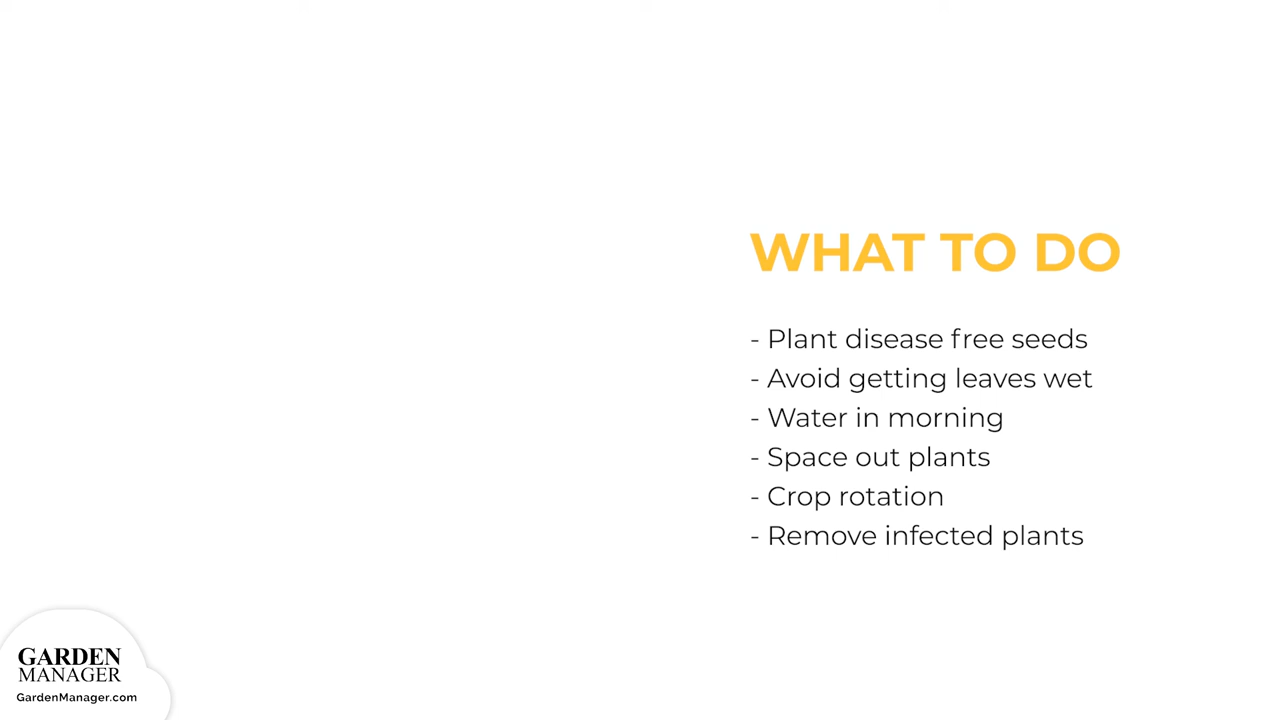 WHAT TO DO
- Plant disease free seeds
- Avoid getting leaves wet
- Water in morning
- Space out plants
- Crop rotation
- Remove infected plants
GARDEN
MANAGER
GardenManager.com